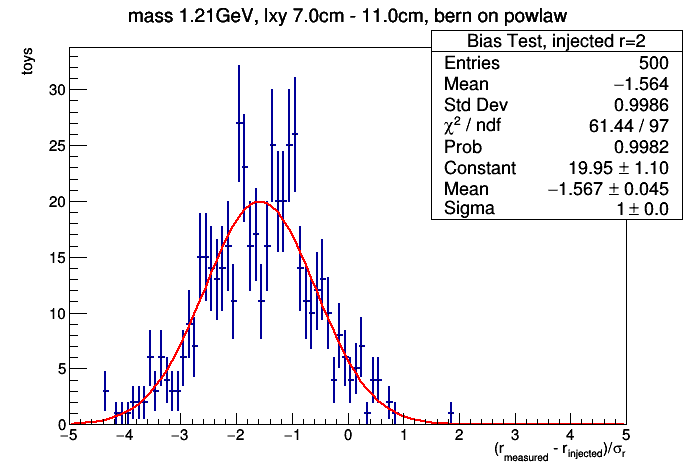 mass 1.21GeV, lxy 7.0cm - 11.0cm, bern on powlaw
Bias Test, injected r=2
Entries 500
Mean −1.564
Std Dev 0.9986
χ² / ndf 61.44 / 97
Prob 0.9982
Constant 19.95 ± 1.10
Mean −1.567 ± 0.045
Sigma 1 ± 0.0
toys
30
25
20
15
10
5
0
−5 −4 −3 −2 −1 0 1 2 3 4 5
(r_measured - r_injected)/σ_r